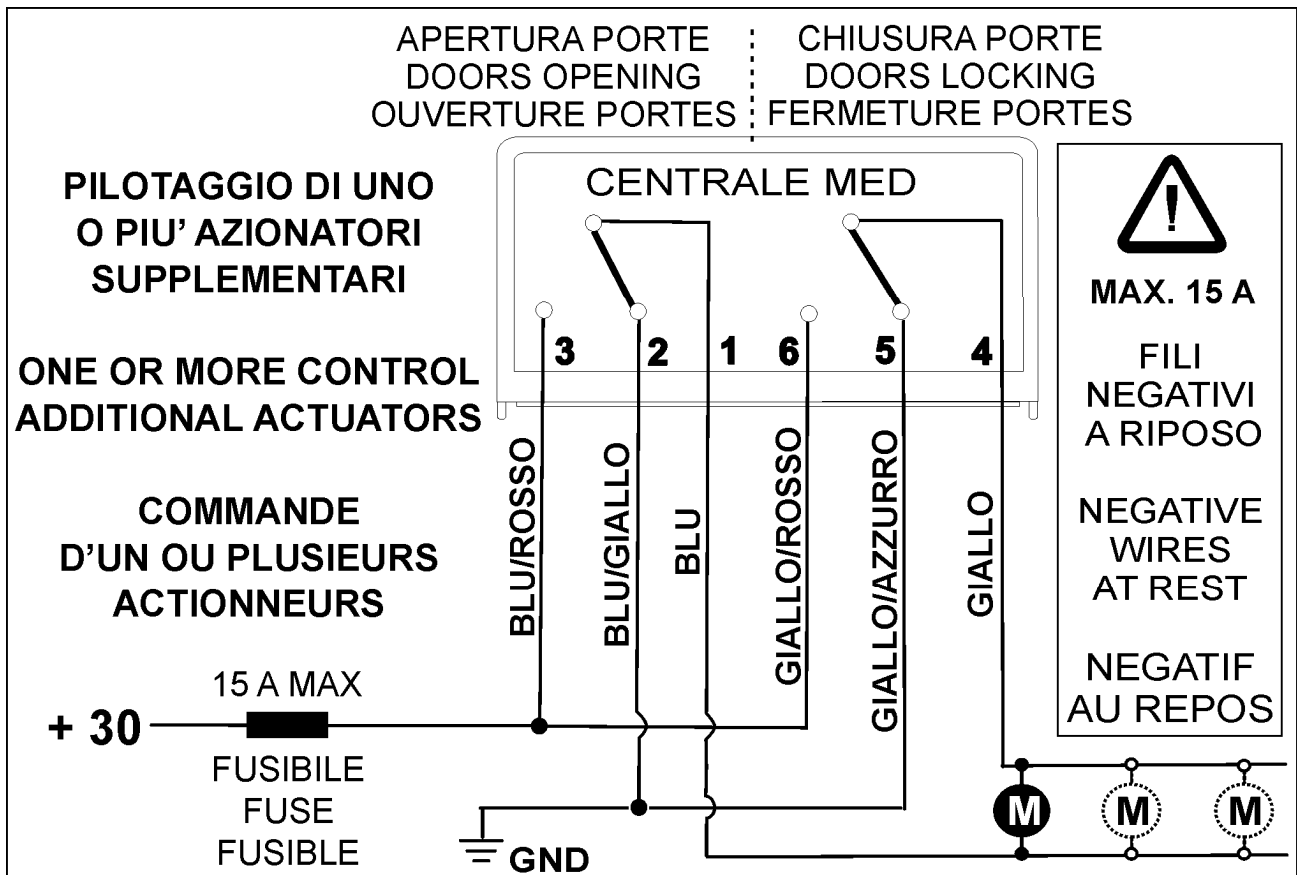 APERTURA PORTE
DOORS OPENING
OUVERTURE PORTES
CHIUSURA PORTE
DOORS LOCKING
FERMETURE PORTES
PILOTAGGIO DI UNO
O PIU' AZIONATORI
SUPPLEMENTARI
ONE OR MORE CONTROL
ADDITIONAL ACTUATORS
COMMANDE
D'UN OU PLUSIEURS
ACTIONNEURS
CENTRALE MED
3 2 1 6 5 4
BLU/ROSSO
BLU/GIALLO
BLU
GIALLO/ROSSO
GIALLO/AZZURRO
GIALLO
!
MAX. 15 A
FILI
NEGATIVI
A RIPOSO
NEGATIVE
WIRES
AT REST
NEGATIF
AU REPOS
15 A MAX
+ 30
FUSIBILE
FUSE
FUSIBLE
GND
M M M